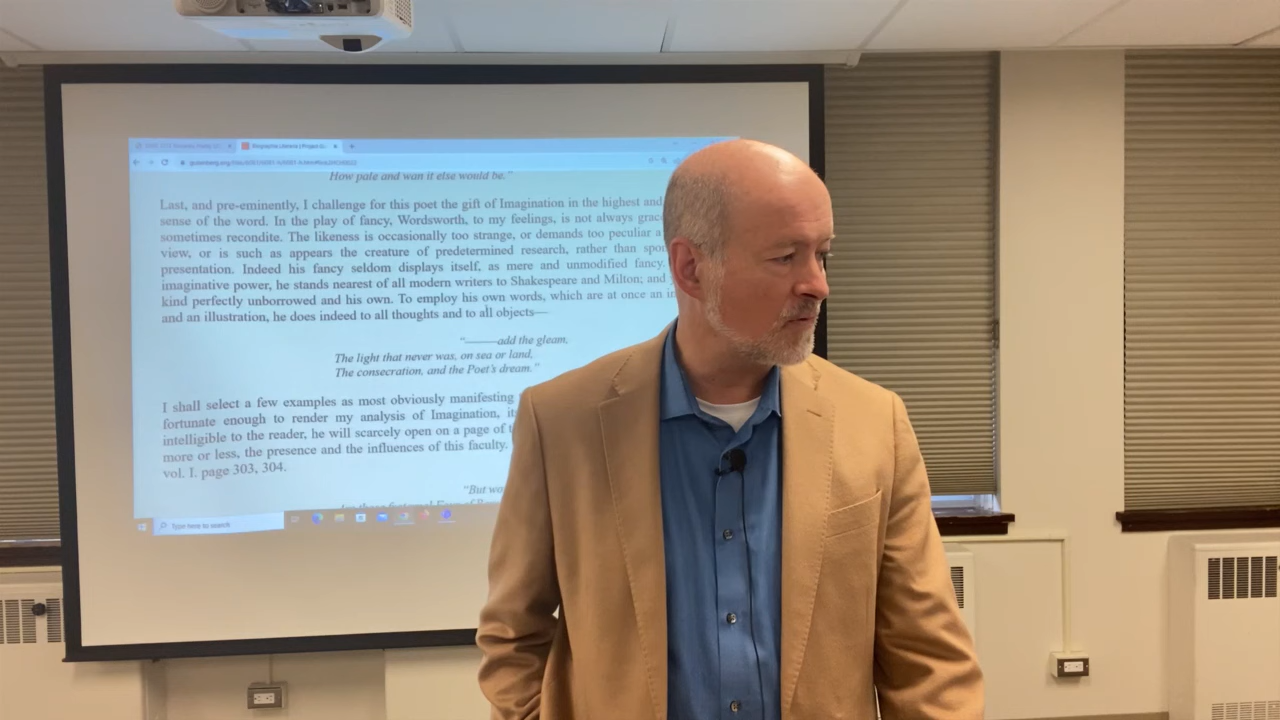 Biographia Literaria | Project Gu
How pale and wan it else would be."
Last, and pre-eminently, I challenge for this poet the gift of Imagination in the highest and
sense of the word. In the play of fancy, Wordsworth, to my feelings, is not always grac
sometimes recondite. The likeness is occasionally too strange, or demands too peculiar a
view, or is such as appears the creature of predetermined research, rather than spon
presentation. Indeed his fancy seldom displays itself, as mere and unmodified fancy.
imaginative power, he stands nearest of all modern writers to Shakespeare and Milton; and
kind perfectly unborrowed and his own. To employ his own words, which are at once an in
and an illustration, he does indeed to all thoughts and to all objects—
"———add the gleam,
The light that never was, on sea or land,
The consecration, and the Poet's dream."
I shall select a few examples as most obviously manifesting
fortunate enough to render my analysis of Imagination, its
intelligible to the reader, he will scarcely open on a page of t
more or less, the presence and the influences of this faculty.
vol. I. page 303, 304.
"But wo
Type here to search